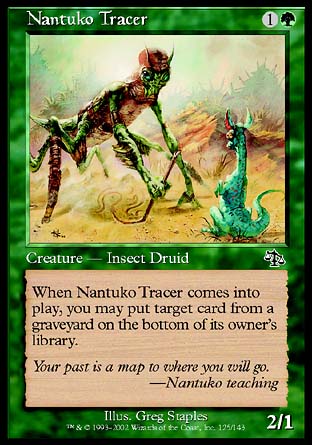 Nantuko Tracer 1
Creature — Insect Druid
When Nantuko Tracer comes into
play, you may put target card from a
graveyard on the bottom of its owner's
library.
Your past is a map to where you will go.
—Nantuko teaching
2/1
Illus. Greg Staples
™ & © 1993–2002 Wizards of the Coast, Inc. 125/143